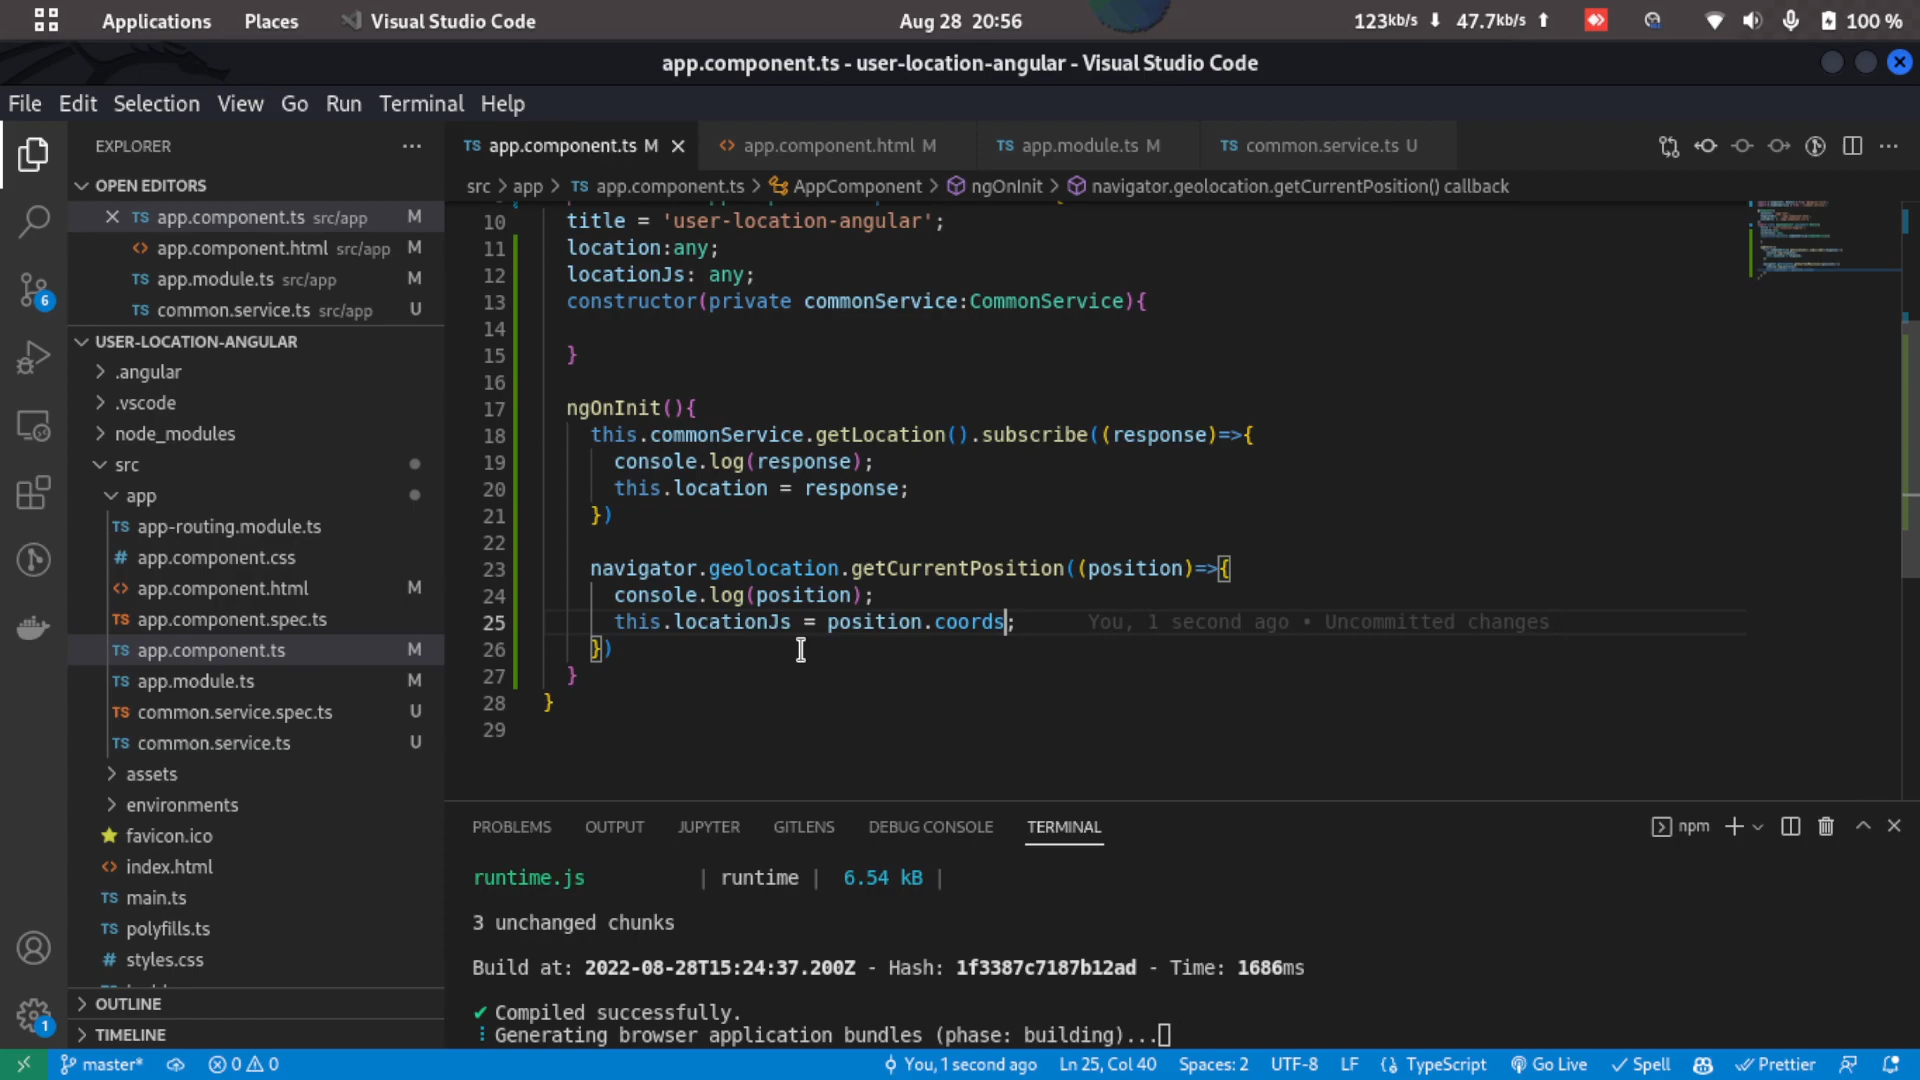 Applications Places Visual Studio Code Aug 28 20:56 123kb/s ⬇ 47.7kb/s ⬆ 100 %
app.component.ts - user-location-angular - Visual Studio Code
File Edit Selection View Go Run Terminal Help
EXPLORER
OPEN EDITORS
TS app.component.ts src/app M
<> app.component.html src/app M
TS app.module.ts src/app M
TS common.service.ts src/app U
USER-LOCATION-ANGULAR
.angular
.vscode
node_modules
src
app
TS app-routing.module.ts
# app.component.css
<> app.component.html M
TS app.component.spec.ts
TS app.component.ts M
TS app.module.ts M
TS common.service.spec.ts U
TS common.service.ts U
assets
environments
favicon.ico
<> index.html
TS main.ts
TS polyfills.ts
# styles.css
OUTLINE
TIMELINE
6
1
TS app.component.ts M <> app.component.html M TS app.module.ts M TS common.service.ts U
src > app > TS app.component.ts > AppComponent > ngOnInit > navigator.geolocation.getCurrentPosition() callback
10 title = 'user-location-angular';
11 location:any;
12 locationJs: any;
13 constructor(private commonService:CommonService){
14
15 }
16
17 ngOnInit(){
18 this.commonService.getLocation().subscribe((response)=>{
19 console.log(response);
20 this.location = response;
21 })
22
23 navigator.geolocation.getCurrentPosition((position)=>{
24 console.log(position);
25 this.locationJs = position.coords; You, 1 second ago • Uncommitted changes
26 })
27 }
28 }
29
PROBLEMS OUTPUT JUPYTER GITLENS DEBUG CONSOLE TERMINAL npm
runtime.js | runtime | 6.54 kB |
3 unchanged chunks
Build at: 2022-08-28T15:24:37.200Z - Hash: 1f3387c7187b12ad - Time: 1686ms
✔ Compiled successfully.
⠸ Generating browser application bundles (phase: building)...
master* 0 0 You, 1 second ago Ln 25, Col 40 Spaces: 2 UTF-8 LF {} TypeScript Go Live Spell Prettier